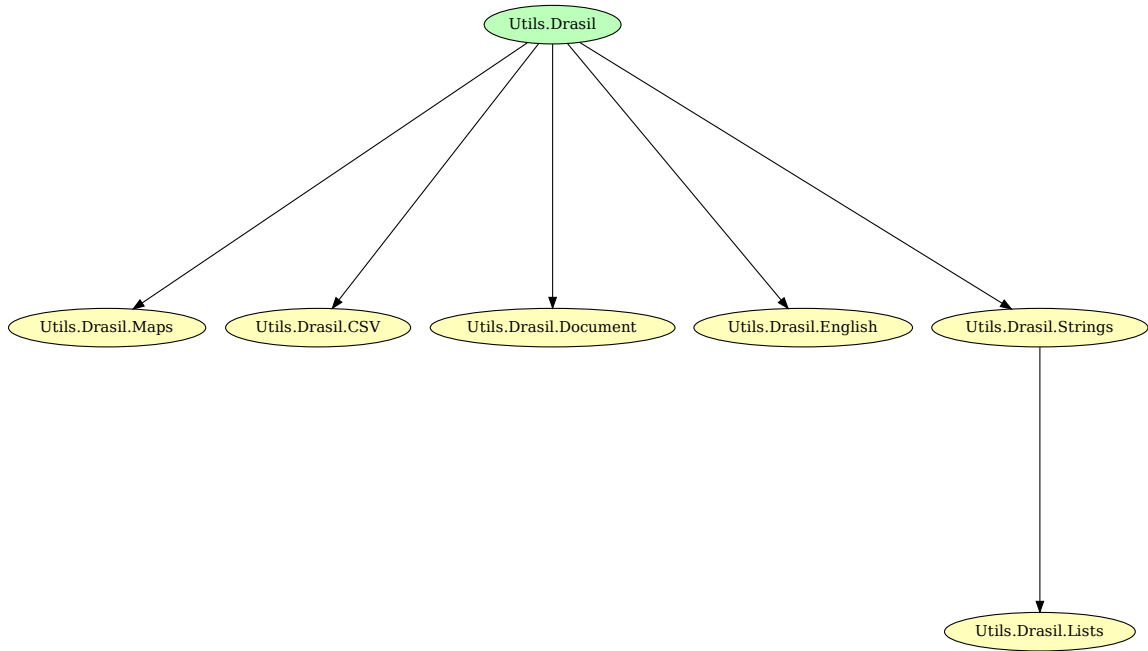 Utils.Drasil
Utils.Drasil.Maps
Utils.Drasil.CSV
Utils.Drasil.Document
Utils.Drasil.English
Utils.Drasil.Strings
Utils.Drasil.Lists